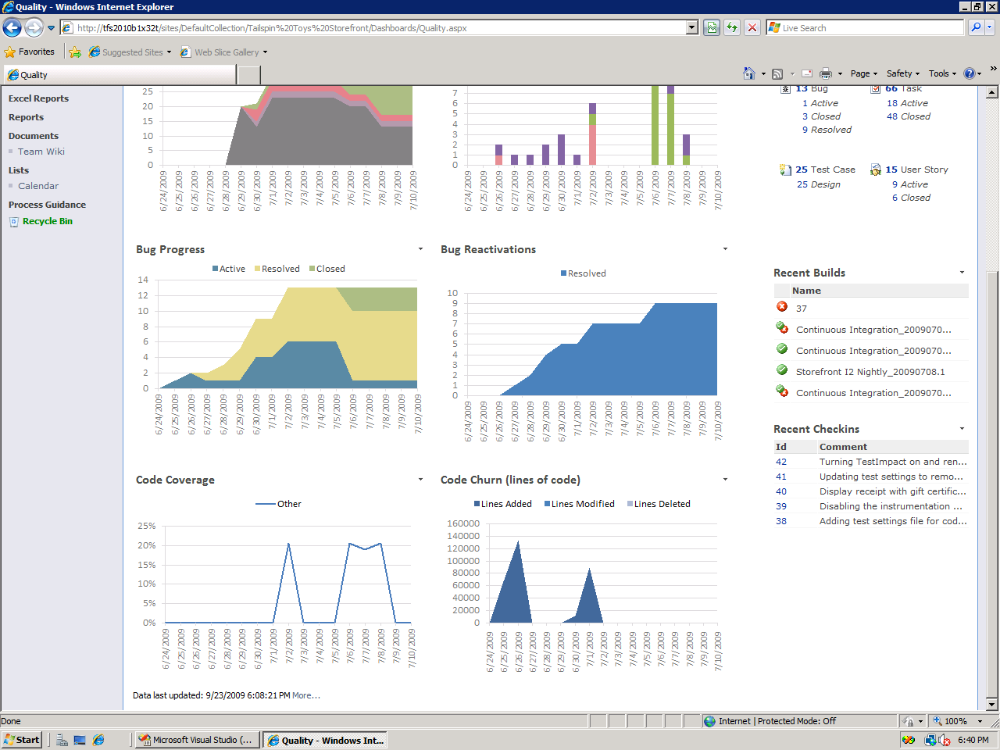 Quality - Windows Internet Explorer
http://tfs2010b1x32t/sites/DefaultCollection/Tailspin%20Toys%20Storefront/Dashboards/Quality.aspx
Live Search
Favorites
Suggested Sites
Web Slice Gallery
Quality
Page
Safety
Tools
Excel Reports
Reports
Documents
Team Wiki
Lists
Calendar
Process Guidance
Recycle Bin
25
20
15
10
5
0
6/24/2009
6/25/2009
6/26/2009
6/27/2009
6/28/2009
6/29/2009
6/30/2009
7/1/2009
7/2/2009
7/3/2009
7/4/2009
7/5/2009
7/6/2009
7/7/2009
7/8/2009
7/9/2009
7/10/2009
7
6
5
4
3
2
1
0
6/24/2009
6/25/2009
6/26/2009
6/27/2009
6/28/2009
6/29/2009
6/30/2009
7/1/2009
7/2/2009
7/3/2009
7/4/2009
7/5/2009
7/6/2009
7/7/2009
7/8/2009
7/9/2009
7/10/2009
13 Bug
1 Active
3 Closed
9 Resolved
66 Task
18 Active
48 Closed
25 Test Case
25 Design
15 User Story
9 Active
6 Closed
Bug Progress
Active Resolved Closed
14
12
10
8
6
4
2
0
6/24/2009
6/25/2009
6/26/2009
6/27/2009
6/28/2009
6/29/2009
6/30/2009
7/1/2009
7/2/2009
7/3/2009
7/4/2009
7/5/2009
7/6/2009
7/7/2009
7/8/2009
7/9/2009
7/10/2009
Bug Reactivations
Resolved
10
9
8
7
6
5
4
3
2
1
0
6/24/2009
6/25/2009
6/26/2009
6/27/2009
6/28/2009
6/29/2009
6/30/2009
7/1/2009
7/2/2009
7/3/2009
7/4/2009
7/5/2009
7/6/2009
7/7/2009
7/8/2009
7/9/2009
7/10/2009
Recent Builds
Name
37
Continuous Integration_2009070...
Continuous Integration_2009070...
Storefront I2 Nightly_20090708.1
Continuous Integration_2009070...
Recent Checkins
Id Comment
42 Turning TestImpact on and ren...
41 Updating test settings to remo...
40 Display receipt with gift certific...
39 Disabling the instrumentation ...
38 Adding test settings file for cod...
Code Coverage
Other
25%
20%
15%
10%
5%
0%
6/24/2009
6/25/2009
6/26/2009
6/27/2009
6/28/2009
6/29/2009
6/30/2009
7/1/2009
7/2/2009
7/3/2009
7/4/2009
7/5/2009
7/6/2009
7/7/2009
7/8/2009
7/9/2009
7/10/2009
Code Churn (lines of code)
Lines Added Lines Modified Lines Deleted
160000
140000
120000
100000
80000
60000
40000
20000
0
6/24/2009
6/25/2009
6/26/2009
6/27/2009
6/28/2009
6/29/2009
6/30/2009
7/1/2009
7/2/2009
7/3/2009
7/4/2009
7/5/2009
7/6/2009
7/7/2009
7/8/2009
7/9/2009
7/10/2009
Data last updated: 9/23/2009 6:08:21 PM More...
Done
Internet | Protected Mode: Off
100%
Start
Microsoft Visual Studio (...
Quality - Windows Int...
6:40 PM